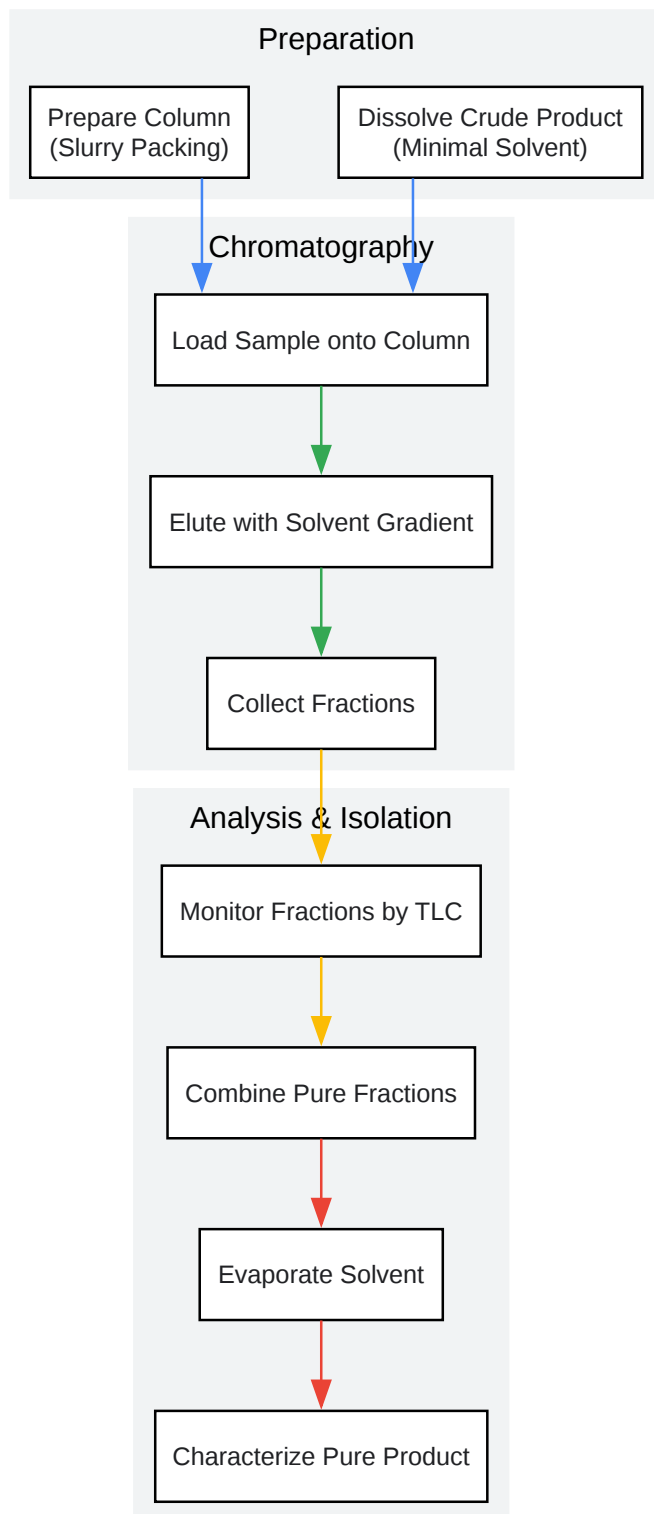 Preparation
Prepare Column
(Slurry Packing)
Dissolve Crude Product
(Minimal Solvent)
Chromatography
Load Sample onto Column
Elute with Solvent Gradient
Collect Fractions
Analysis & Isolation
Monitor Fractions by TLC
Combine Pure Fractions
Evaporate Solvent
Characterize Pure Product